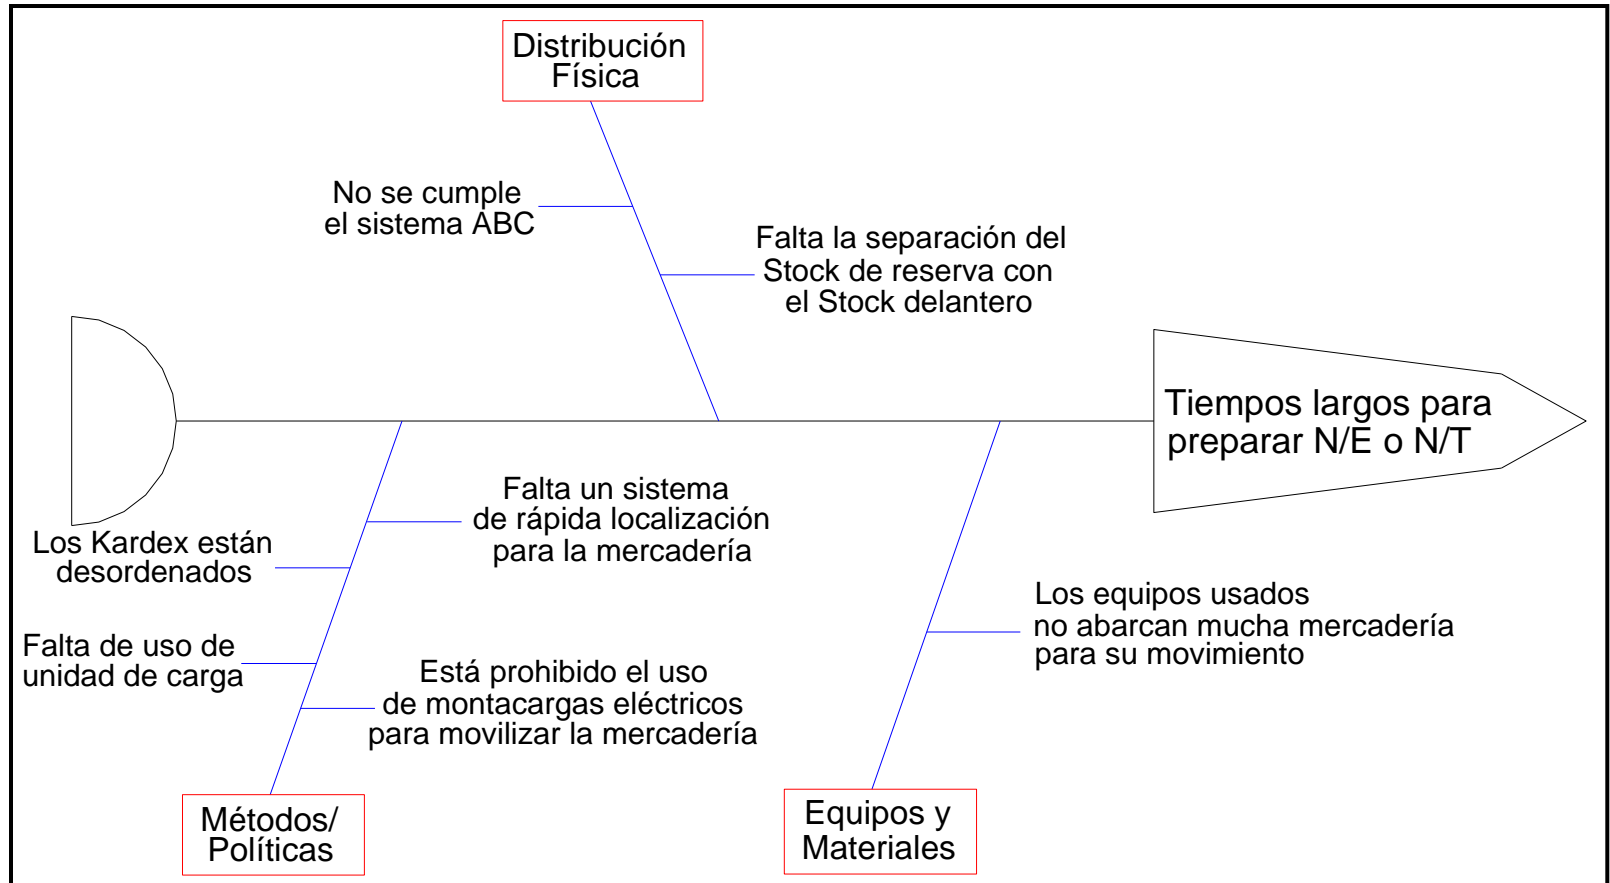 Distribución
Física
No se cumple
el sistema ABC
Falta la separación del
Stock de reserva con
el Stock delantero
Tiempos largos para
preparar N/E o N/T
Falta un sistema
de rápida localización
para la mercadería
Los Kardex están
desordenados
Falta de uso de
unidad de carga
Está prohibido el uso
de montacargas eléctricos
para movilizar la mercadería
Los equipos usados
no abarcan mucha mercadería
para su movimiento
Métodos/
Políticas
Equipos y
Materiales